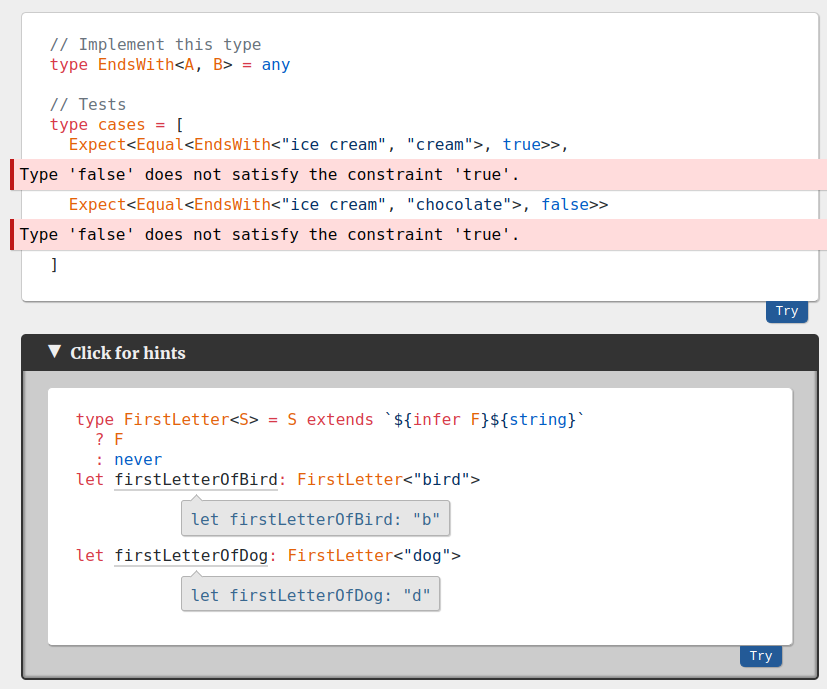 // Implement this type
type EndsWith<A, B> = any
// Tests
type cases = [
Expect<Equal<EndsWith<"ice cream", "cream">, true>>,
Type 'false' does not satisfy the constraint 'true'.
Expect<Equal<EndsWith<"ice cream", "chocolate">, false>>
Type 'false' does not satisfy the constraint 'true'.
]
Try
▼ Click for hints
type FirstLetter<S> = S extends `${infer F}${string}`
? F
: never
let firstLetterOfBird: FirstLetter<"bird">
let firstLetterOfBird: "b"
let firstLetterOfDog: FirstLetter<"dog">
let firstLetterOfDog: "d"
Try